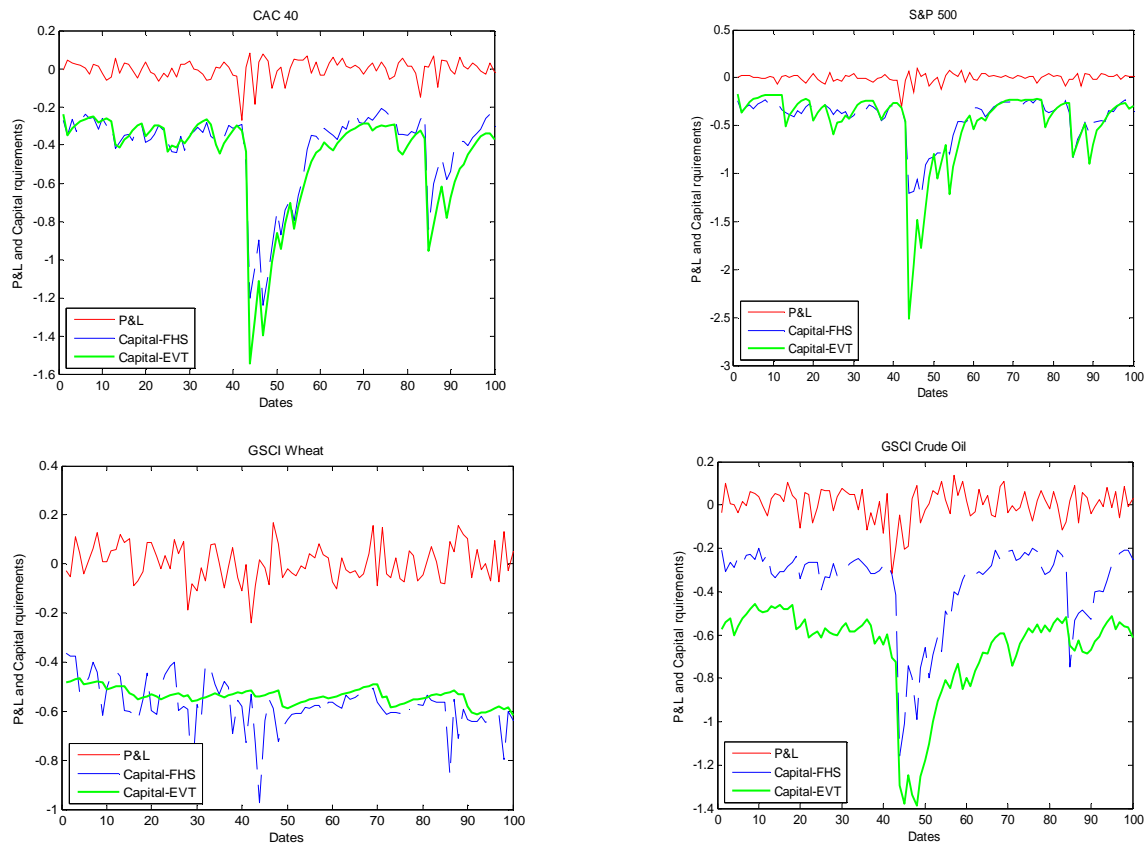 CAC 40
0.2
0
-0.2
-0.4
-0.6
-0.8
-1
-1.2
-1.4
-1.6
P&L and Capital rquirements)
P&L
Capital-FHS
Capital-EVT
0 10 20 30 40 50 60 70 80 90 100
Dates
S&P 500
0.5
0
-0.5
-1
-1.5
-2
-2.5
-3
P&L and Capital rquirements)
P&L
Capital-FHS
Capital-EVT
0 10 20 30 40 50 60 70 80 90 100
Dates
GSCI Wheat
0.4
0.2
0
-0.2
-0.4
-0.6
-0.8
-1
P&L and Capital rquirements)
P&L
Capital-FHS
Capital-EVT
0 10 20 30 40 50 60 70 80 90 100
Dates
GSCI Crude Oil
0.2
0
-0.2
-0.4
-0.6
-0.8
-1
-1.2
-1.4
P&L and Capital rquirements)
P&L
Capital-FHS
Capital-EVT
0 10 20 30 40 50 60 70 80 90 100
Dates